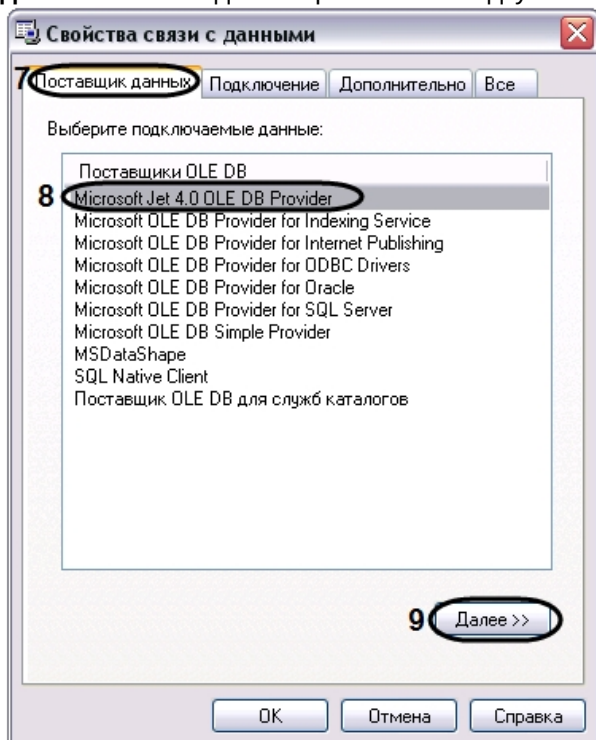 Свойства связи с данными
7 Поставщик данных Подключение Дополнительно Все
Выберите подключаемые данные:
Поставщики OLE DB
8 Microsoft Jet 4.0 OLE DB Provider
Microsoft OLE DB Provider for Indexing Service
Microsoft OLE DB Provider for Internet Publishing
Microsoft OLE DB Provider for ODBC Drivers
Microsoft OLE DB Provider for Oracle
Microsoft OLE DB Provider for SQL Server
Microsoft OLE DB Simple Provider
MSDataShape
SQL Native Client
Поставщик OLE DB для служб каталогов
9 Далее >>
OK Отмена Справка